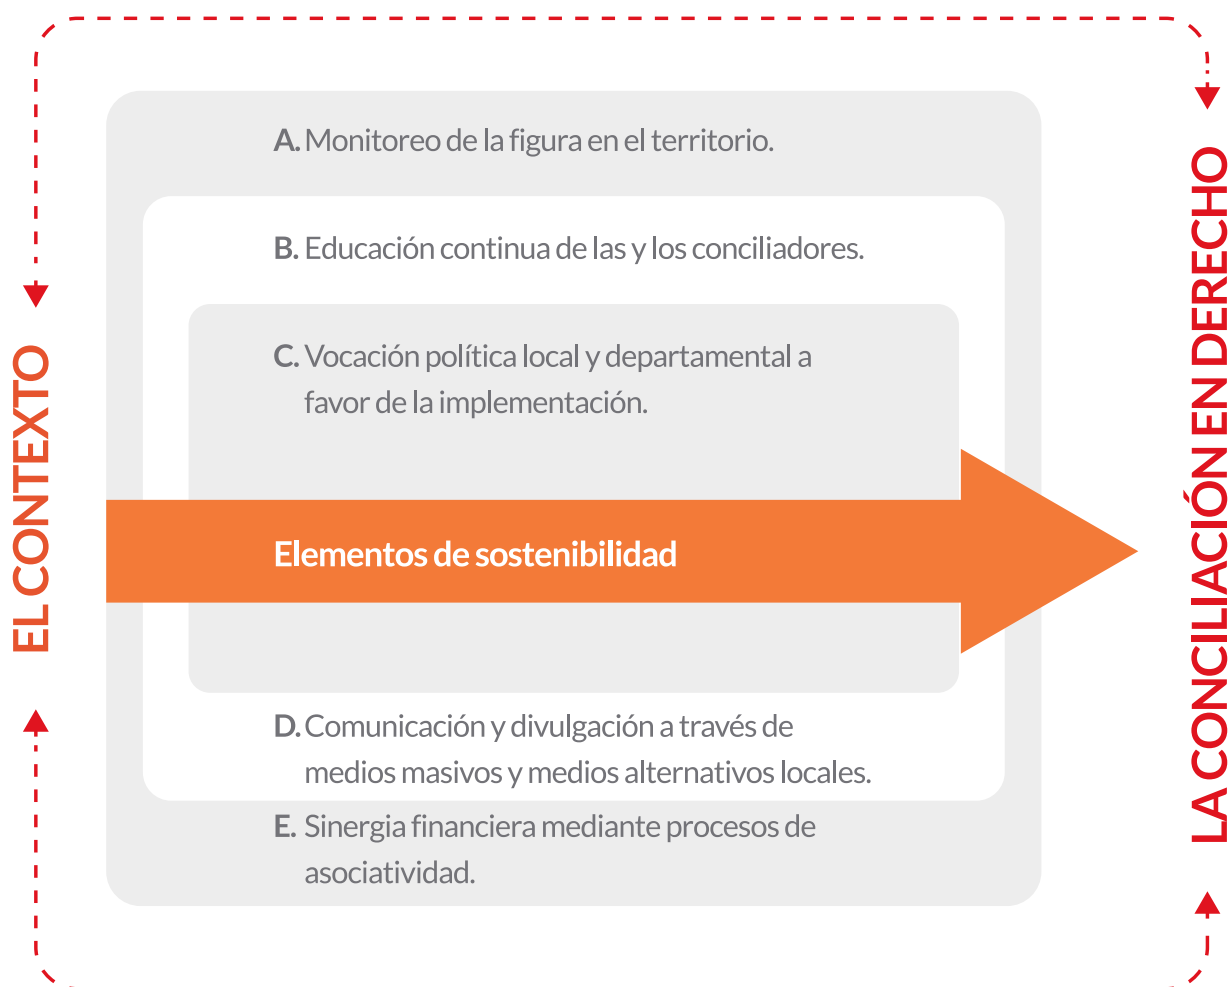 A. Monitoreo de la figura en el territorio.
B. Educación continua de las y los conciliadores.
C. Vocación política local y departamental a
favor de la implementación.
EL CONTEXTO
Elementos de sostenibilidad
LA CONCILIACIÓN EN DERECHO
D. Comunicación y divulgación a través de
medios masivos y medios alternativos locales.
E. Sinergia financiera mediante procesos de
asociatividad.